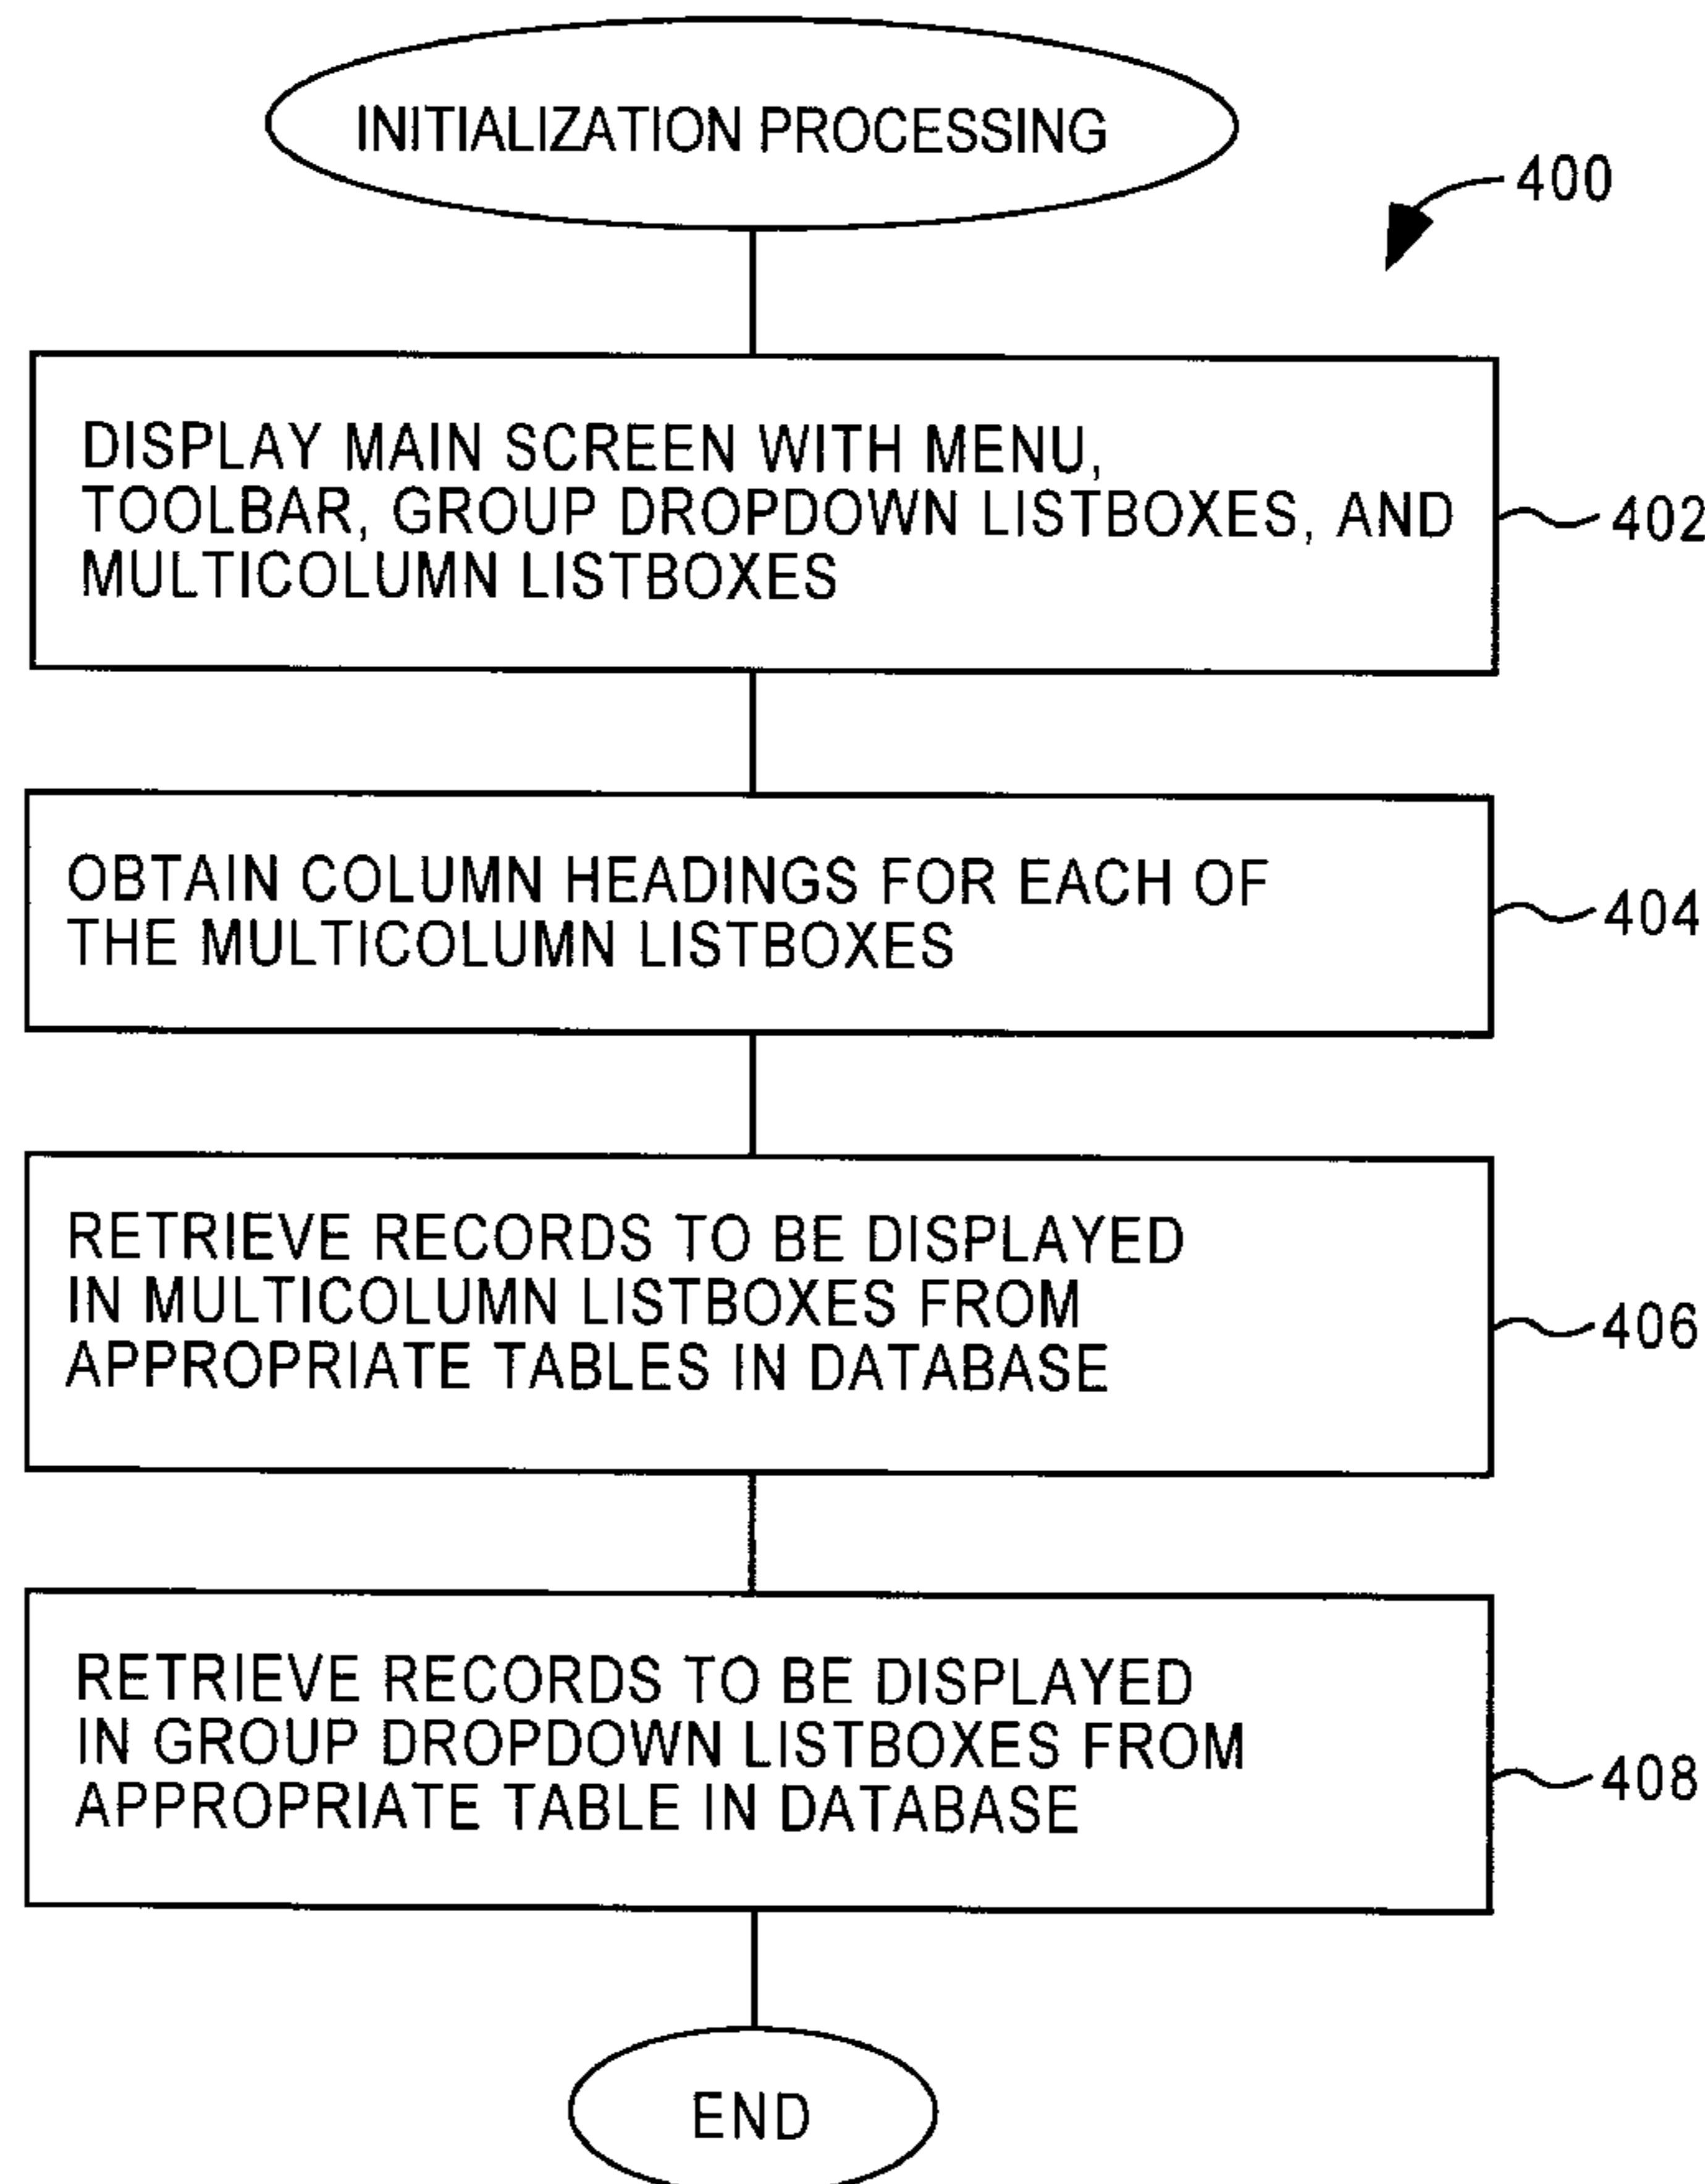 INITIALIZATION PROCESSING
400
DISPLAY MAIN SCREEN WITH MENU,
TOOLBAR, GROUP DROPDOWN LISTBOXES, AND
MULTICOLUMN LISTBOXES
402
OBTAIN COLUMN HEADINGS FOR EACH OF
THE MULTICOLUMN LISTBOXES
404
RETRIEVE RECORDS TO BE DISPLAYED
IN MULTICOLUMN LISTBOXES FROM
APPROPRIATE TABLES IN DATABASE
406
RETRIEVE RECORDS TO BE DISPLAYED
IN GROUP DROPDOWN LISTBOXES FROM
APPROPRIATE TABLE IN DATABASE
408
END